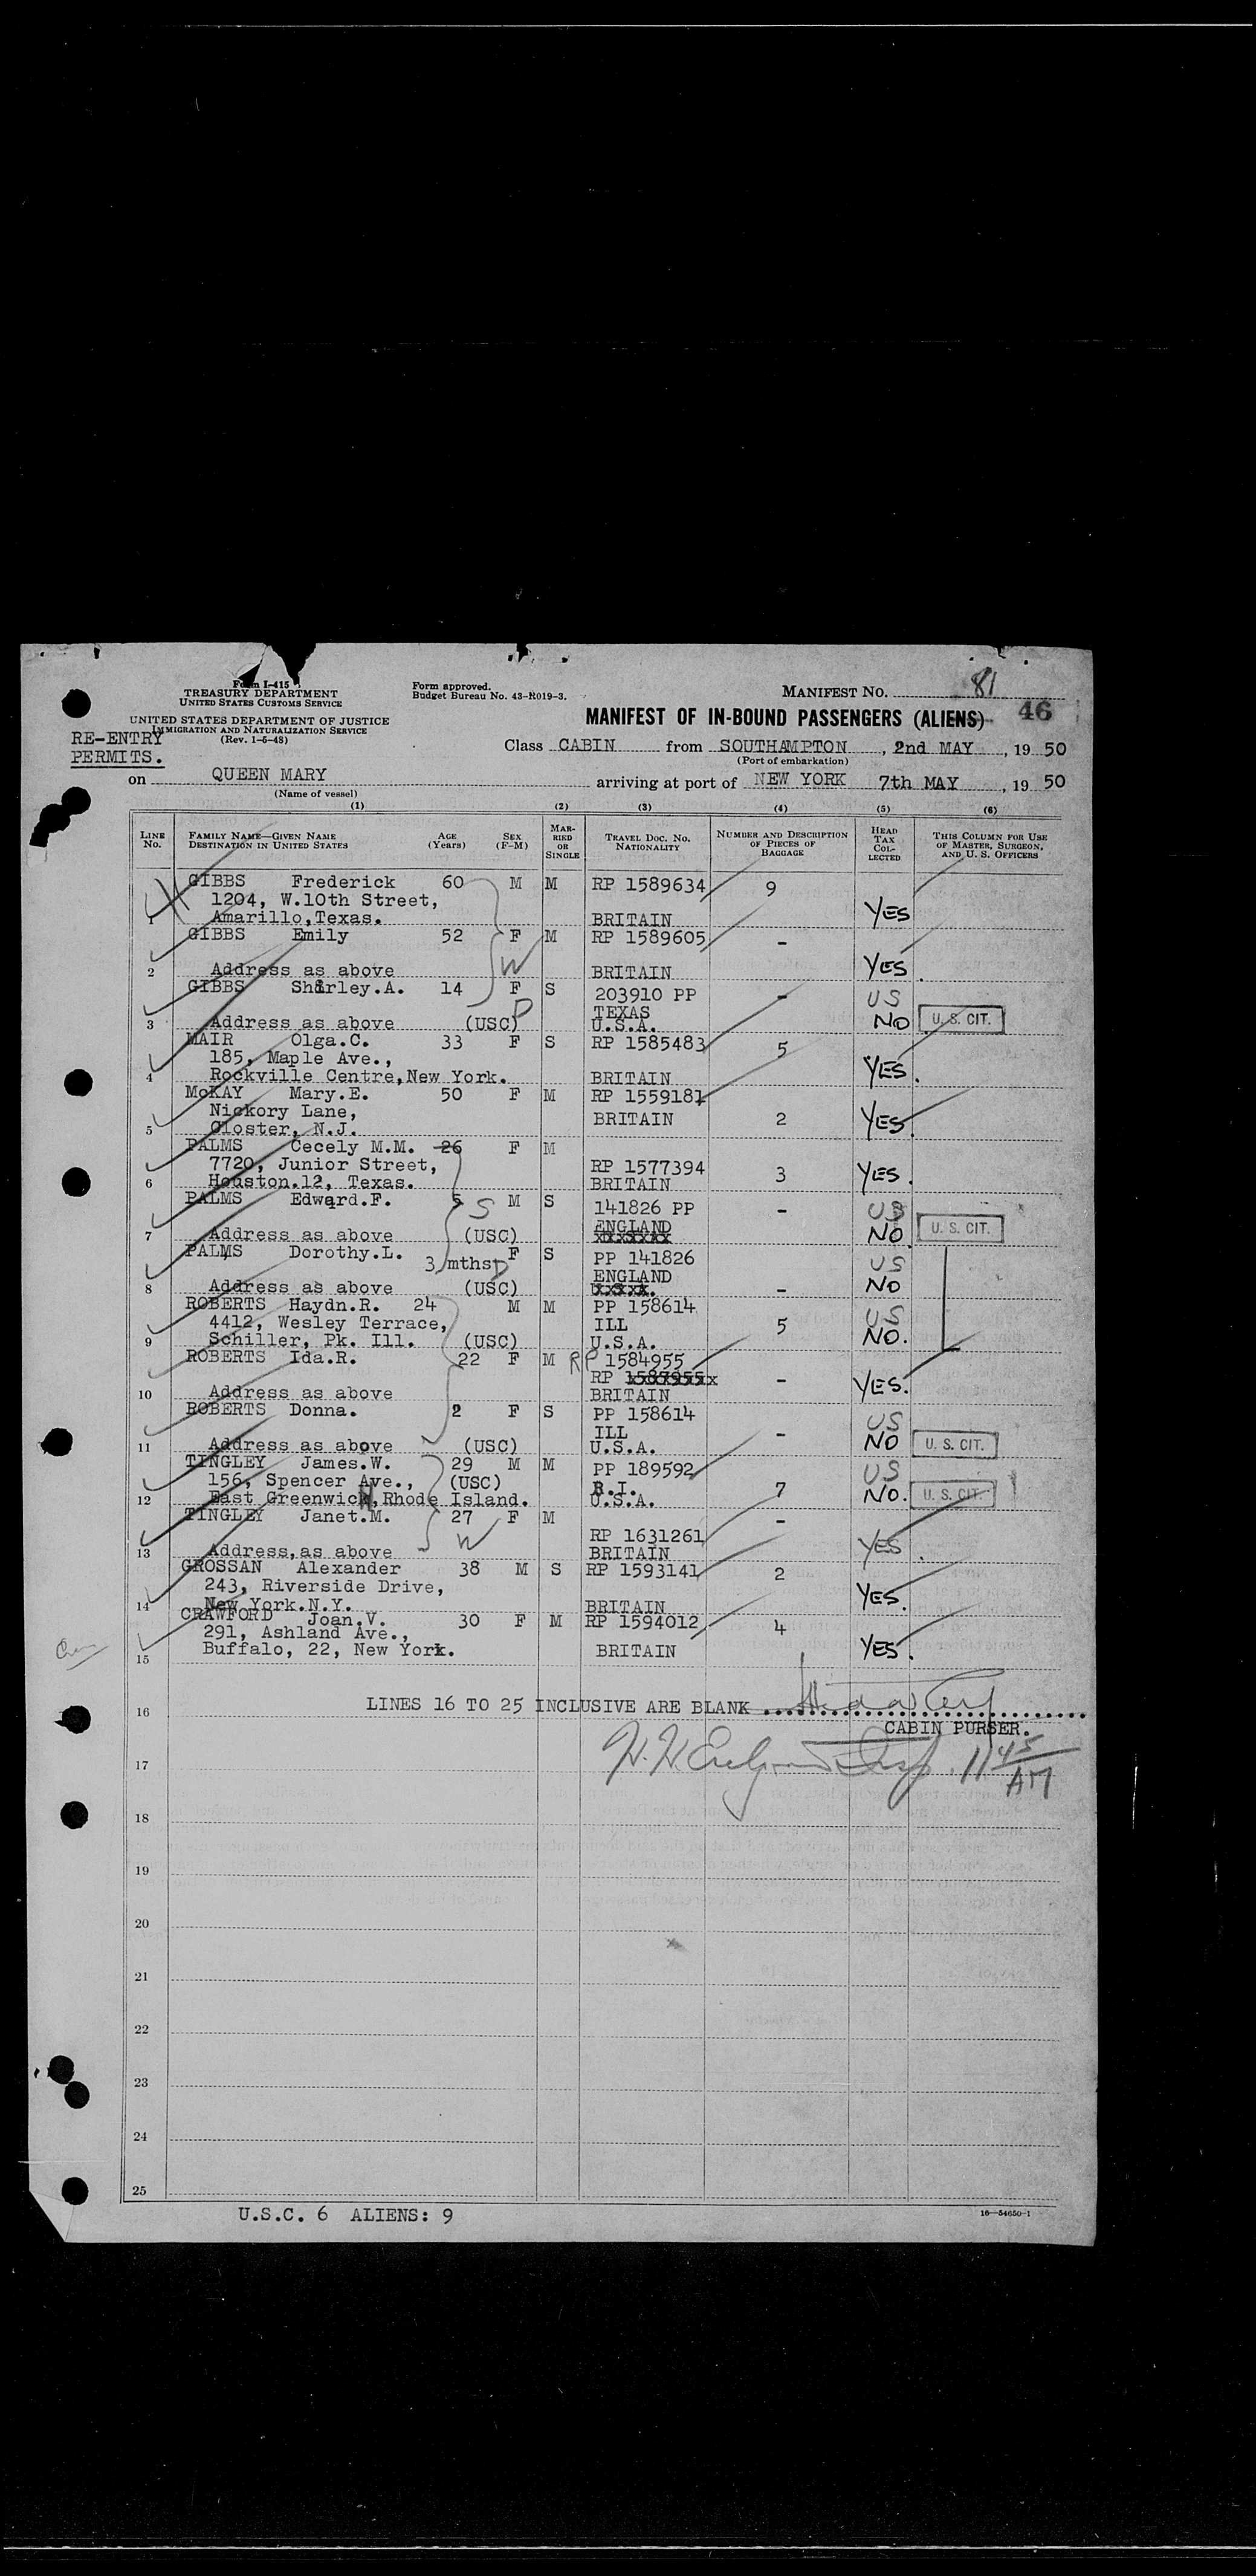 Form I-415
TREASURY DEPARTMENT
UNITED STATES CUSTOMS SERVICE
UNITED STATES DEPARTMENT OF JUSTICE
IMMIGRATION AND NATURALIZATION SERVICE
(Rev. 1-6-48)
Form approved.
Budget Bureau No. 43-R019-3.
MANIFEST NO. 81
MANIFEST OF IN-BOUND PASSENGERS (ALIENS) 46
RE-ENTRY
PERMITS.
Class CABIN from SOUTHAMPTON, 2nd MAY, 1950
(Port of embarkation)
on QUEEN MARY arriving at port of NEW YORK 7th MAY, 1950
(Name of vessel)
(1) (2) (3) (4) (5) (6)
LINE NO. FAMILY NAME—GIVEN NAME DESTINATION IN UNITED STATES AGE (Years) SEX (F-M) MARRIED OR SINGLE TRAVEL DOC. NO. NATIONALITY NUMBER AND DESCRIPTION OF PIECES OF BAGGAGE HEAD TAX COLLECTED THIS COLUMN FOR USE OF MASTER, SURGEON, AND U. S. OFFICERS
GIBBS Frederick 60 M M RP 1589634 9
1204, W.10th Street,
1 Amarillo,Texas. BRITAIN YES
GIBBS Emily 52 F M RP 1589605 -
W
2 Address as above BRITAIN YES.
GIBBS Shirley.A. 14 F S 203910 PP - US
P TEXAS
3 Address as above (USC) U.S.A. NO U. S. CIT.
MAIR Olga.C. 33 F S RP 1585483 5
185, Maple Ave.,
4 Rockville Centre,New York. BRITAIN YES.
McKAY Mary.E. 50 F M RP 1559181
Nickory Lane, BRITAIN 2 YES.
5 Closter, N.J.
PALMS Cecely M.M. 26 F M
7720, Junior Street, RP 1577394 3 YES.
6 Houston.12, Texas. BRITAIN
PALMS Edward.F. 5 S M S 141826 PP - US
ENGLAND
7 Address as above (USC) NO. U. S. CIT.
PALMS Dorothy.L. 3 mths F S PP 141826 US
ENGLAND
8 Address as above (USC) - NO
ROBERTS Haydn.R. 24 M M PP 158614
4412, Wesley Terrace, ILL 5 US
9 Schiller, Pk. Ill. (USC) U.S.A. NO.
ROBERTS Ida.R. 22 F M RP 1584955
RP - YES.
10 Address as above BRITAIN
ROBERTS Donna. 2 F S PP 158614 US
ILL -
11 Address as above (USC) U.S.A. NO U. S. CIT.
TINGLEY James.W. 29 M M PP 189592 US
156, Spencer Ave., (USC) R.I. 7
12 East Greenwich,Rhode Island. U.S.A. NO. U. S. CIT.
TINGLEY Janet.M. 27 F M -
W RP 1631261 YES.
13 Address,as above BRITAIN
GROSSAN Alexander 38 M S RP 1593141 2
243, Riverside Drive,
14 New York.N.Y. BRITAIN YES.
CRAWFORD Joan.V. 30 F M RP 1594012 4
291, Ashland Ave.,
15 Buffalo, 22, New York. BRITAIN YES.
16 LINES 16 TO 25 INCLUSIVE ARE BLANK
CABIN PURSER.
17 11 45 AM
18
19
20
21
22
23
24
25
U.S.C. 6 ALIENS: 9
16—54650-1